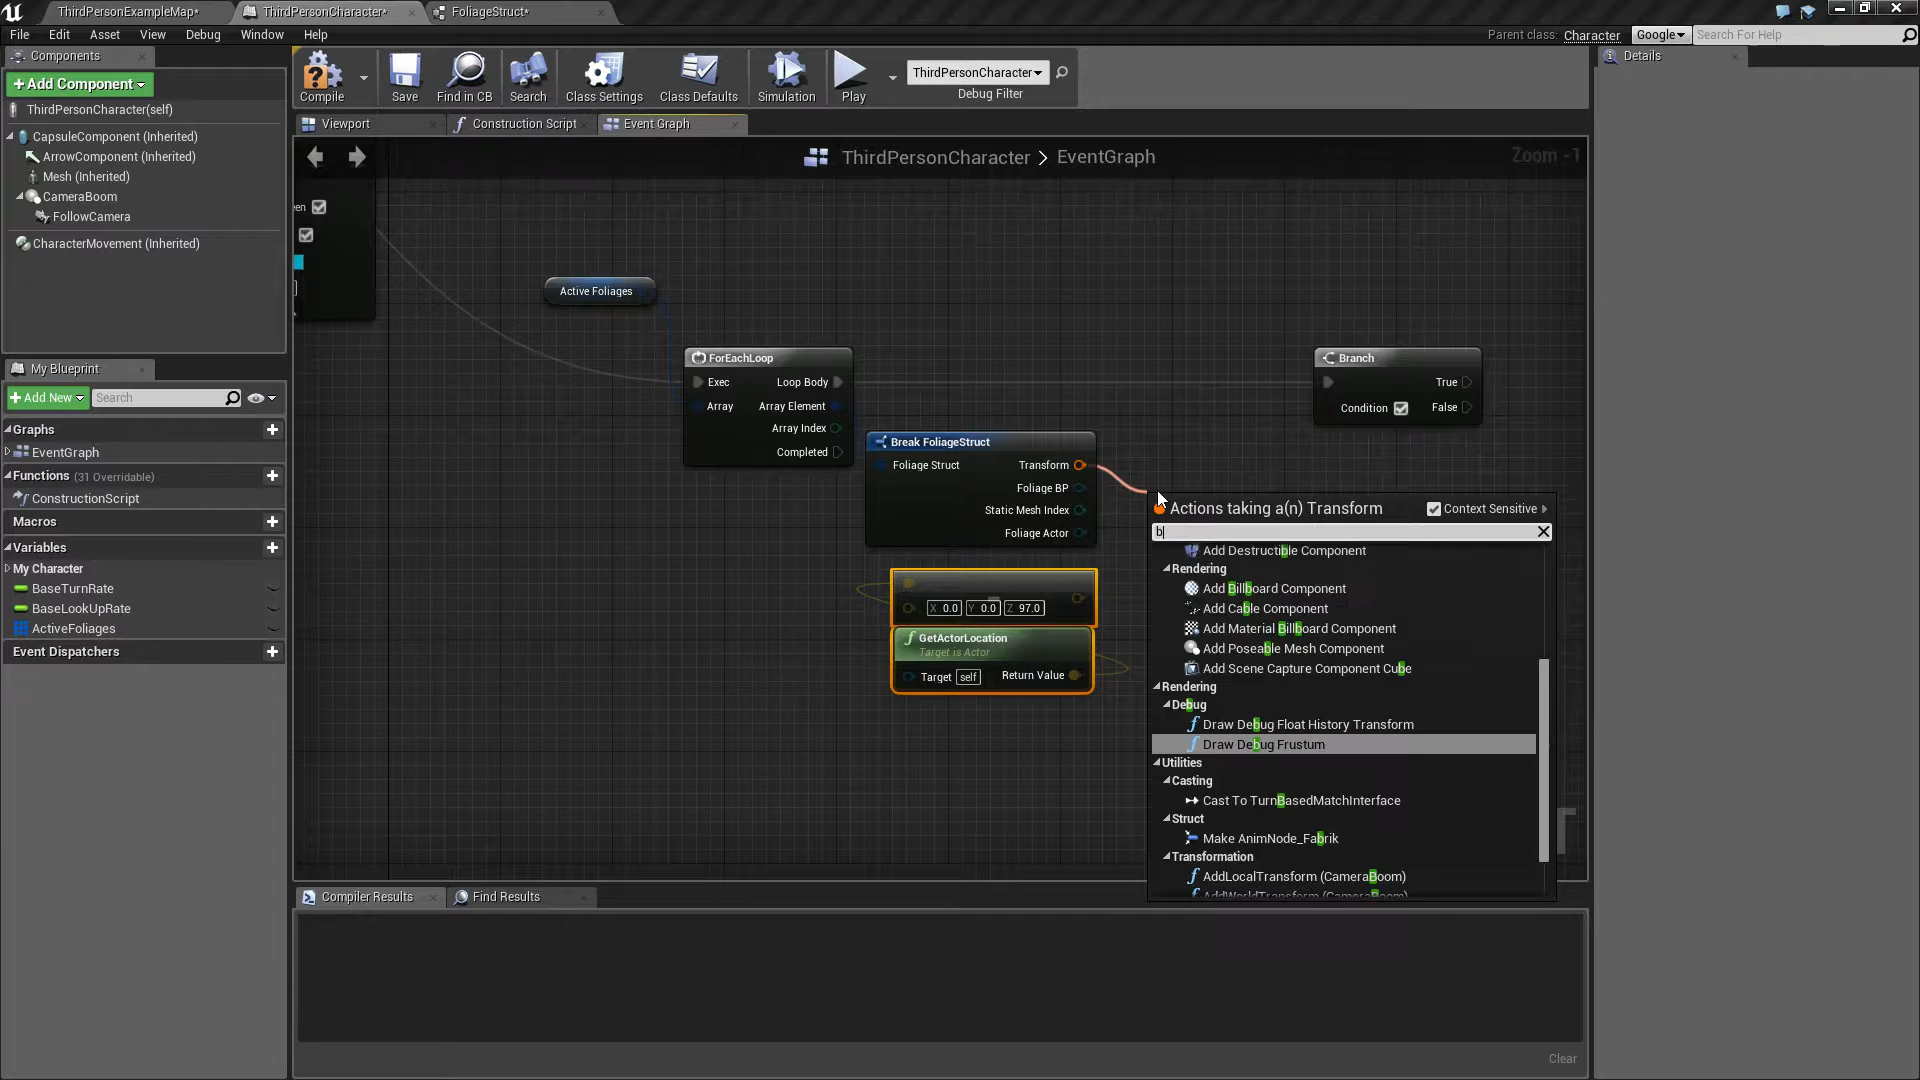 ThirdPersonExampleMap*
ThirdPersonCharacter*
FoliageStruct*
File Edit Asset View Debug Window Help
Parent class: Character
Google
Search For Help
Components
+ Add Component
ThirdPersonCharacter(self)
CapsuleComponent (Inherited)
ArrowComponent (Inherited)
Mesh (Inherited)
CameraBoom
FollowCamera
CharacterMovement (Inherited)
Compile
Save
Find in CB
Search
Class Settings
Class Defaults
Simulation
Play
ThirdPersonCharacter
Debug Filter
Details
Viewport
Construction Script
Event Graph
ThirdPersonCharacter > EventGraph
Zoom -1
een
Active Foliages
ForEachLoop
Exec Loop Body
Array Array Element
Array Index
Completed
Break FoliageStruct
Foliage Struct Transform
Foliage BP
Static Mesh Index
Foliage Actor
X 0.0 Y 0.0 Z 97.0
GetActorLocation
Target is Actor
Target self Return Value
Branch
True
Condition False
Actions taking a(n) Transform
Context Sensitive
b
Add Destructible Component
Rendering
Add Billboard Component
Add Cable Component
Add Material Billboard Component
Add Poseable Mesh Component
Add Scene Capture Component Cube
Rendering
Debug
Draw Debug Float History Transform
Draw Debug Frustum
Utilities
Casting
Cast To TurnBasedMatchInterface
Struct
Make AnimNode_Fabrik
Transformation
AddLocalTransform (CameraBoom)
AddWorldTransform (CameraBoom)
My Blueprint
+ Add New
Search
Graphs
EventGraph
Functions (31 Overridable)
ConstructionScript
Macros
Variables
My Character
BaseTurnRate
BaseLookUpRate
ActiveFoliages
Event Dispatchers
Compiler Results
Find Results
Clear